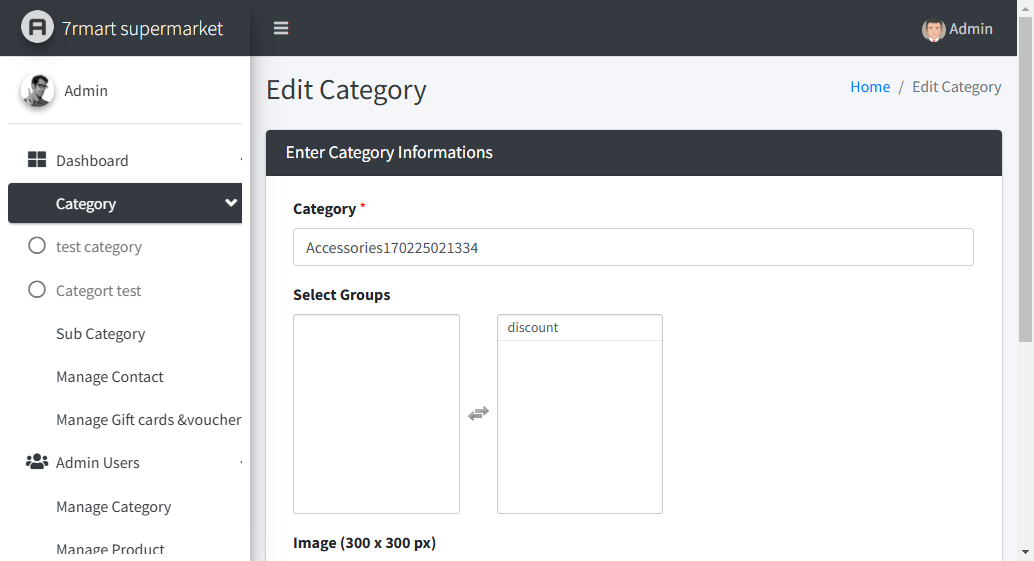 7rmart supermarket
Admin
Admin
Edit Category
Home / Edit Category
Dashboard
Category
test category
Categort test
Sub Category
Manage Contact
Manage Gift cards &voucher
Admin Users
Manage Category
Manage Product
Enter Category Informations
Category *
Accessories170225021334
Select Groups
discount
Image (300 x 300 px)